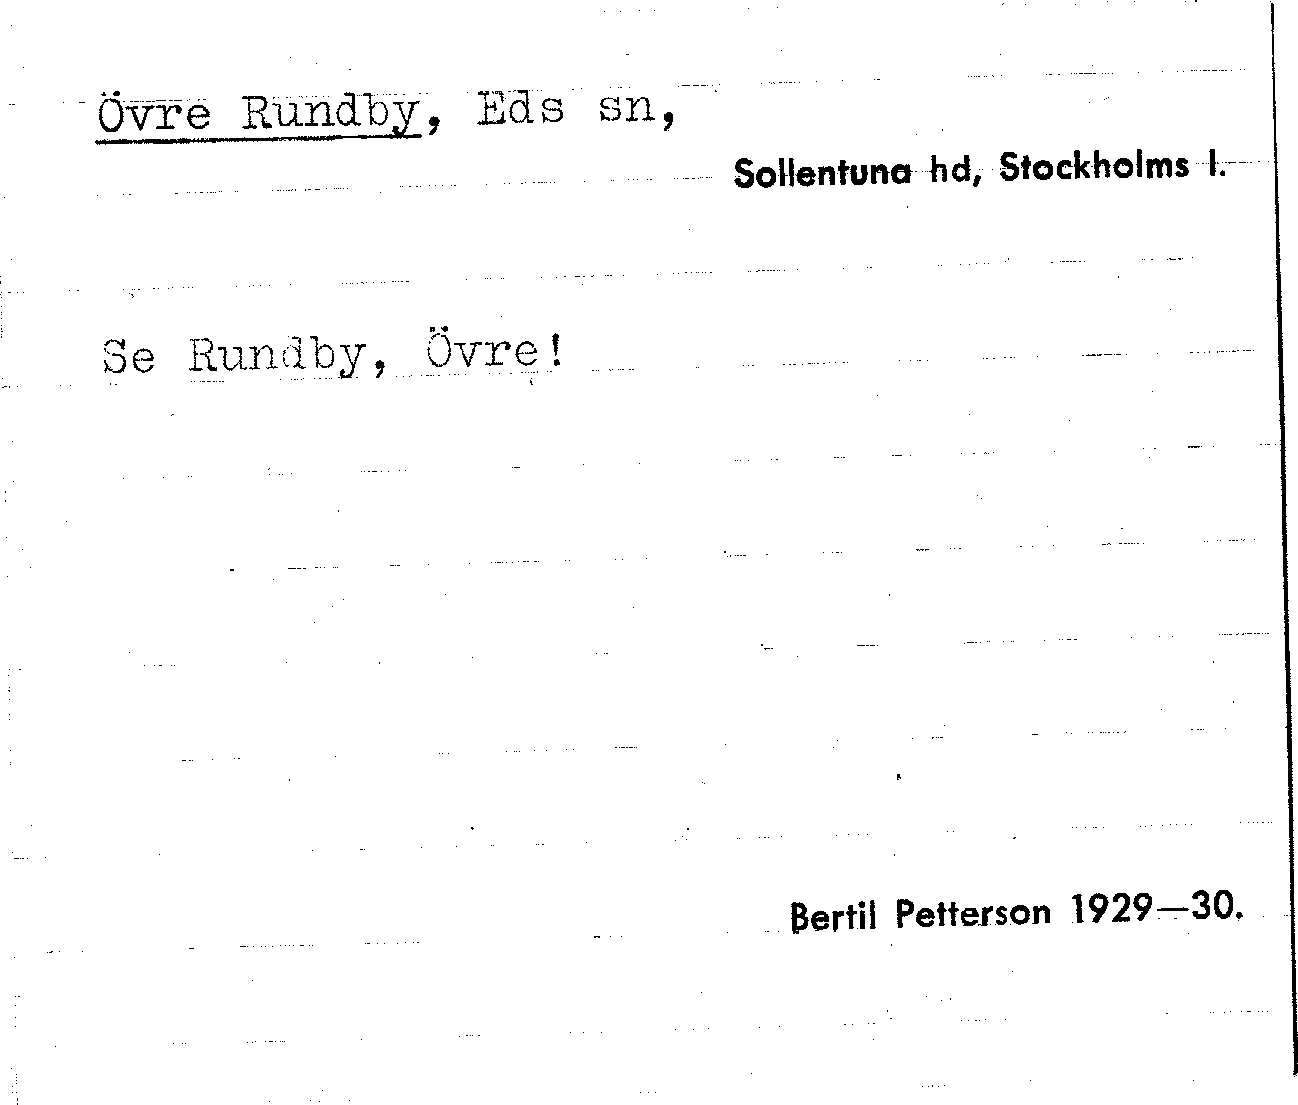 Övre Rundby, Eds sn,
Sollentuna hd, Stockholms l.
Se Rundby, Övre!
Bertil Petterson 1929—30.